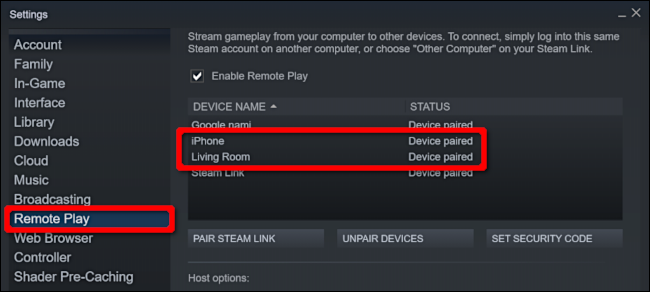 Settings
Account
Family
In-Game
Interface
Library
Downloads
Cloud
Music
Broadcasting
Remote Play
Web Browser
Controller
Shader Pre-Caching
Stream gameplay from your computer to other devices. To connect, simply log into this same
Steam account on another computer, or choose "Other Computer" on your Steam Link.
Enable Remote Play
DEVICE NAME STATUS
Google nami Device paired
iPhone Device paired
Living Room Device paired
Steam Link Device paired
PAIR STEAM LINK UNPAIR DEVICES SET SECURITY CODE
Host options: